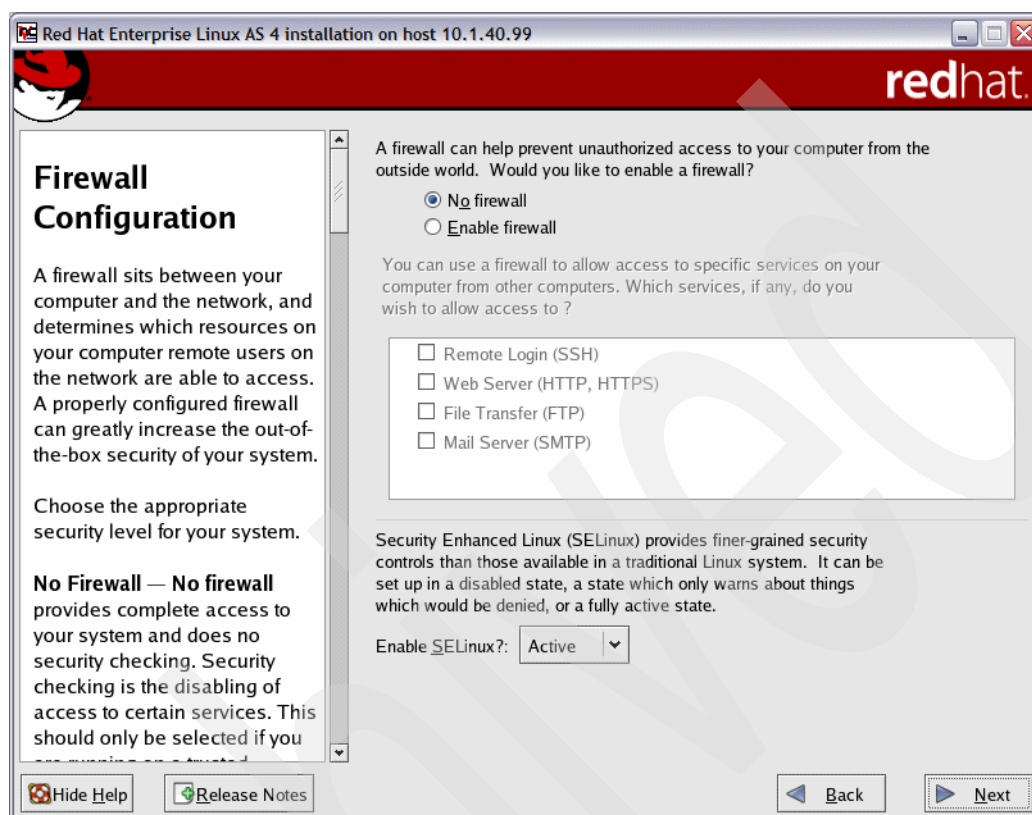 Red Hat Enterprise Linux AS 4 installation on host 10.1.40.99
redhat.
Firewall
Configuration
A firewall sits between your
computer and the network, and
determines which resources on
your computer remote users on
the network are able to access.
A properly configured firewall
can greatly increase the out-of-
the-box security of your system.
Choose the appropriate
security level for your system.
No Firewall — No firewall
provides complete access to
your system and does no
security checking. Security
checking is the disabling of
access to certain services. This
should only be selected if you
are running on a trusted
A firewall can help prevent unauthorized access to your computer from the
outside world. Would you like to enable a firewall?
No firewall
Enable firewall
You can use a firewall to allow access to specific services on your
computer from other computers. Which services, if any, do you
wish to allow access to ?
Remote Login (SSH)
Web Server (HTTP, HTTPS)
File Transfer (FTP)
Mail Server (SMTP)
Security Enhanced Linux (SELinux) provides finer-grained security
controls than those available in a traditional Linux system. It can be
set up in a disabled state, a state which only warns about things
which would be denied, or a fully active state.
Enable SELinux?: Active
Hide Help
Release Notes
Back
Next